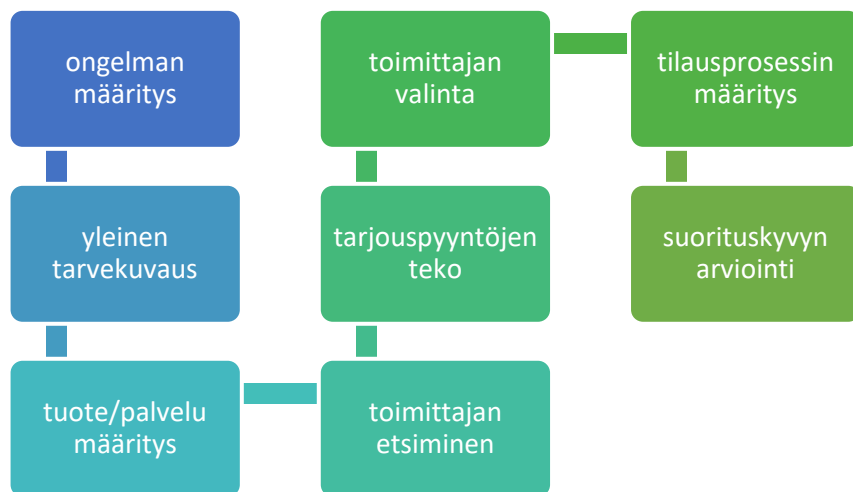 ongelman
määritys
yleinen
tarvekuvaus
tuote/palvelu
määritys
toimittajan
etsiminen
tarjouspyyntöjen
teko
toimittajan
valinta
tilausprosessin
määritys
suorituskyvyn
arviointi